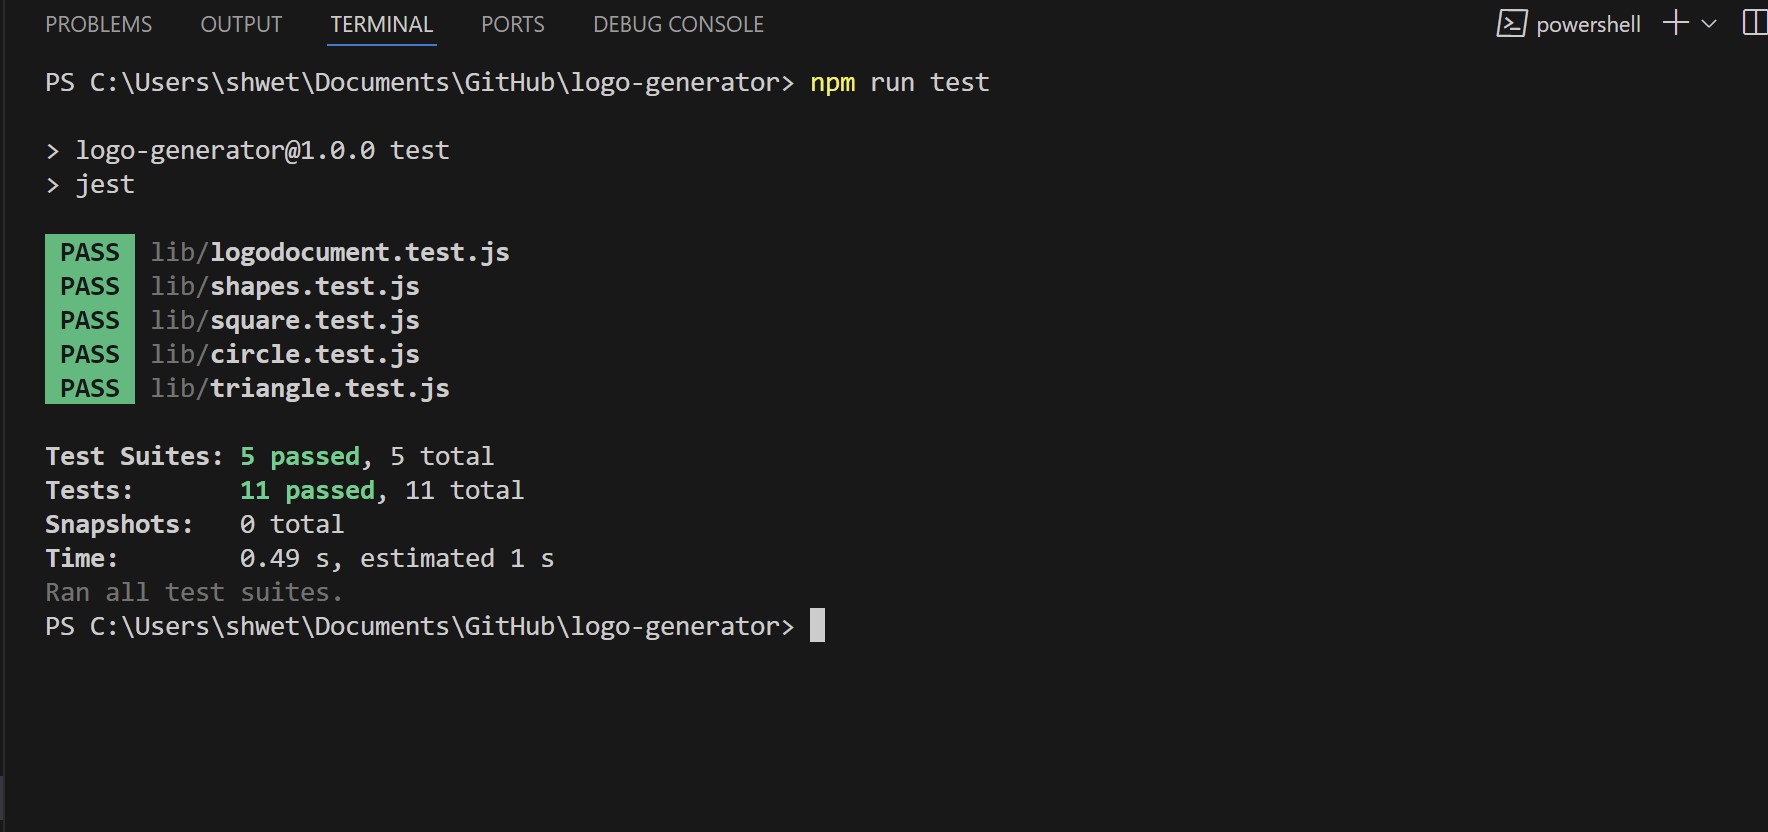 PROBLEMS OUTPUT TERMINAL PORTS DEBUG CONSOLE powershell
PS C:\Users\shwet\Documents\GitHub\logo-generator> npm run test
> logo-generator@1.0.0 test
> jest
PASS lib/logodocument.test.js
PASS lib/shapes.test.js
PASS lib/square.test.js
PASS lib/circle.test.js
PASS lib/triangle.test.js
Test Suites: 5 passed, 5 total
Tests: 11 passed, 11 total
Snapshots: 0 total
Time: 0.49 s, estimated 1 s
Ran all test suites.
PS C:\Users\shwet\Documents\GitHub\logo-generator>